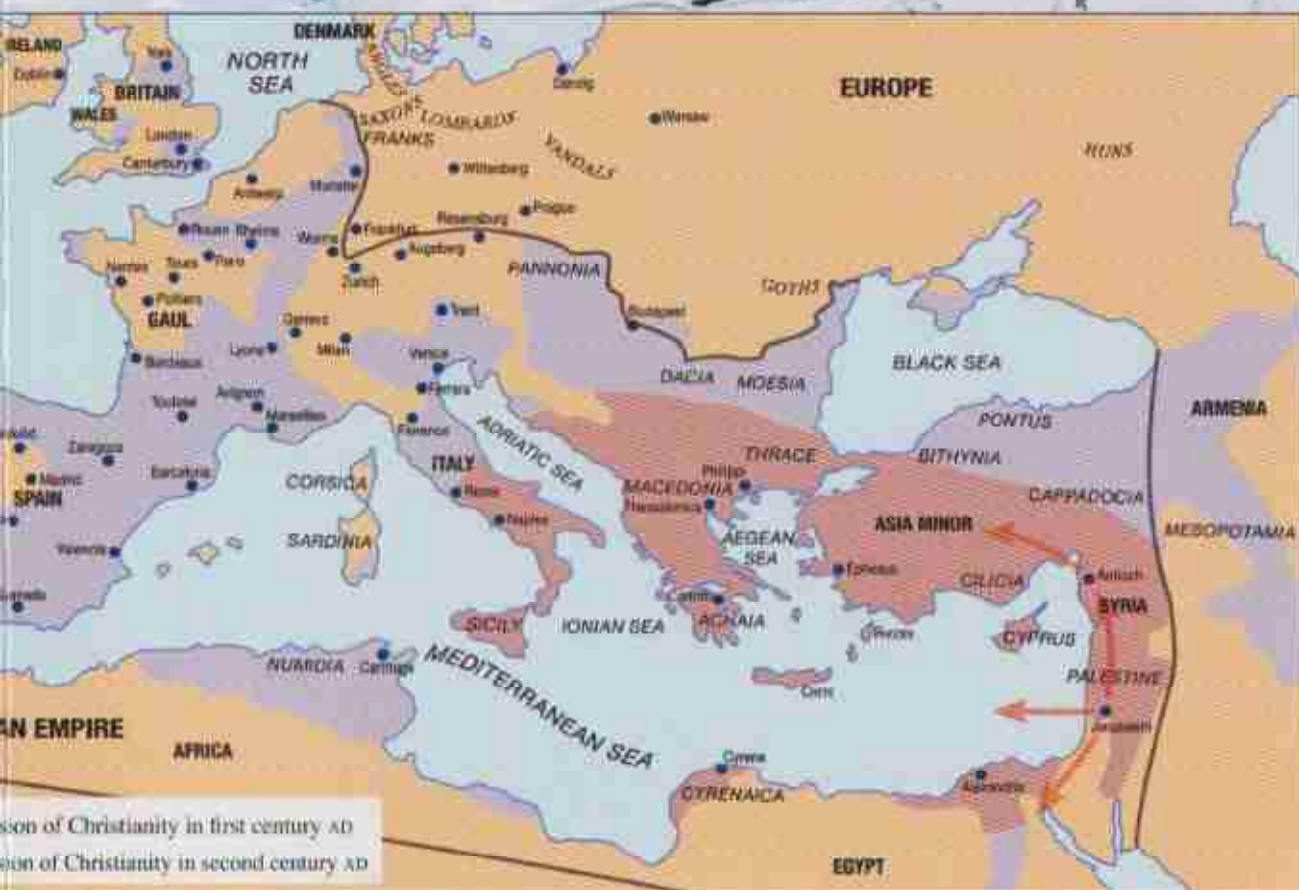 DENMARK
IRELAND
York
NORTH
SEA
EUROPE
Dublin
ANGLES
Danzig
BRITAIN
WALES
SAXONS
LOMBARDS
Warsaw
London
FRANKS
VANDALS
HUNS
Canterbury
Wittenberg
Antwerp
Prague
Rouen
Rheims
Worms
Frankfurt
Augsberg
Nantes
Tours
Paris
Zurich
PANNONIA
GOTHS
Poitiers
GAUL
Trent
Budapest
Milan
Lyons
Venice
BLACK SEA
Bordeaux
DACIA
MOESIA
Ferrara
Avignon
Toulouse
Marseilles
Florence
ADRIATIC SEA
PONTUS
ARMENIA
Zaragoza
ITALY
THRACE
BITHYNIA
Madrid
SPAIN
Barcelona
CORSICA
Rome
Philippi
MACEDONIA
Thessalonica
CAPPADOCIA
Naples
ASIA MINOR
MESOPOTAMIA
SARDINIA
AEGEAN
SEA
Valencia
Ephesus
CILICIA
Antioch
SYRIA
SICILY
IONIAN SEA
ACHAIA
Rhodes
CYPRUS
NUMIDIA
Carthage
MEDITERRANEAN SEA
Crete
PALESTINE
Jerusalem
AN EMPIRE
AFRICA
Cyrene
CYRENAICA
Alexandria
EGYPT
sion of Christianity in first century AD
sion of Christianity in second century AD